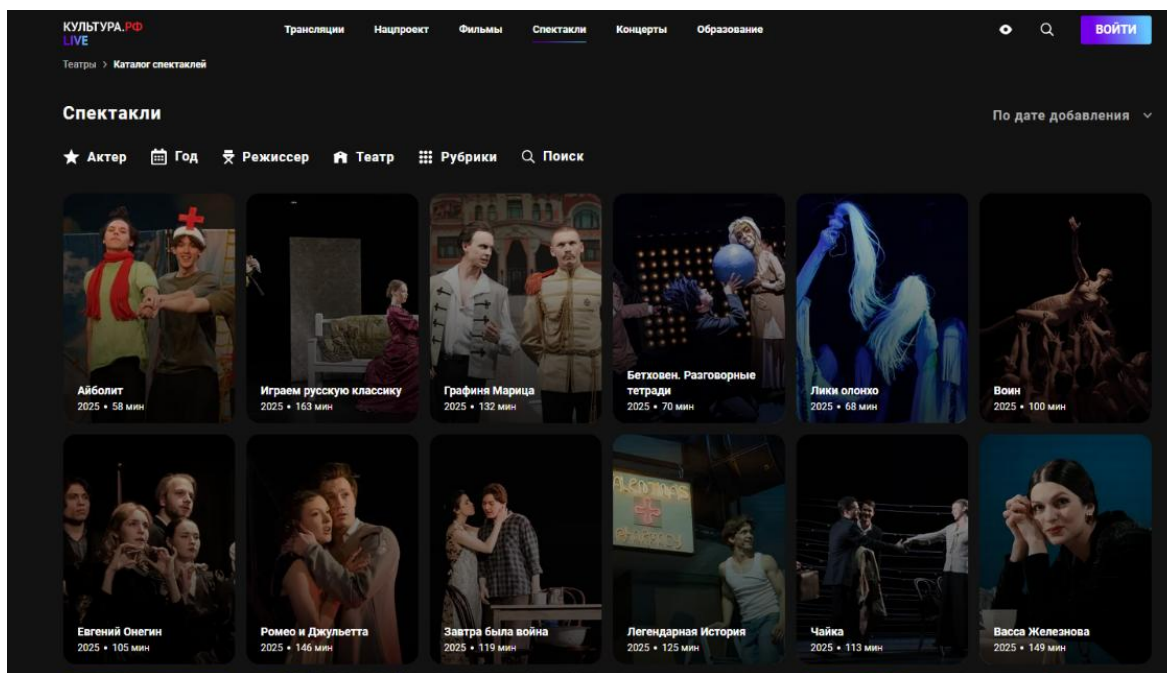 КУЛЬТУРА.РФ
LIVE
Трансляции Нацпроект Фильмы Спектакли Концерты Образование
ВОЙТИ
Театры > Каталог спектаклей
Спектакли
По дате добавления
Актер Год Режиссер Театр Рубрики Поиск
Айболит
2025 • 58 мин
Играем русскую классику
2025 • 163 мин
Графиня Марица
2025 • 132 мин
Бетховен. Разговорные
тетради
2025 • 70 мин
Лики олонхо
2025 • 68 мин
Воин
2025 • 100 мин
Евгений Онегин
2025 • 105 мин
Ромео и Джульетта
2025 • 146 мин
Завтра была война
2025 • 119 мин
Легендарная История
2025 • 125 мин
Чайка
2025 • 113 мин
Васса Железнова
2025 • 149 мин